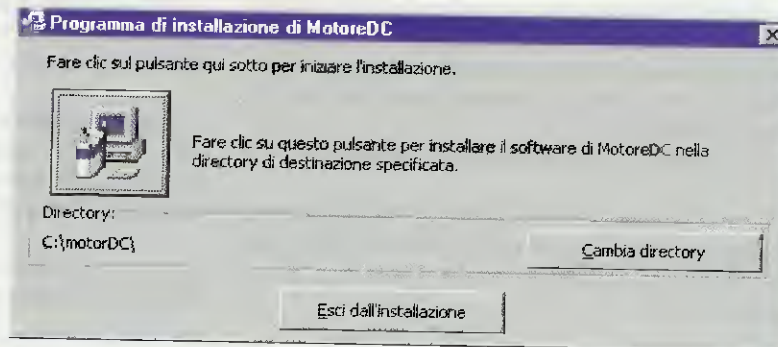 Programma di installazione di MotoreDC
Fare clic sul pulsante qui sotto per iniziare l'installazione.
Fare clic su questo pulsante per installare il software di MotoreDC nella
directory di destinazione specificata.
Directory:
C:\motorDC\
Cambia directory
Esci dall'installazione